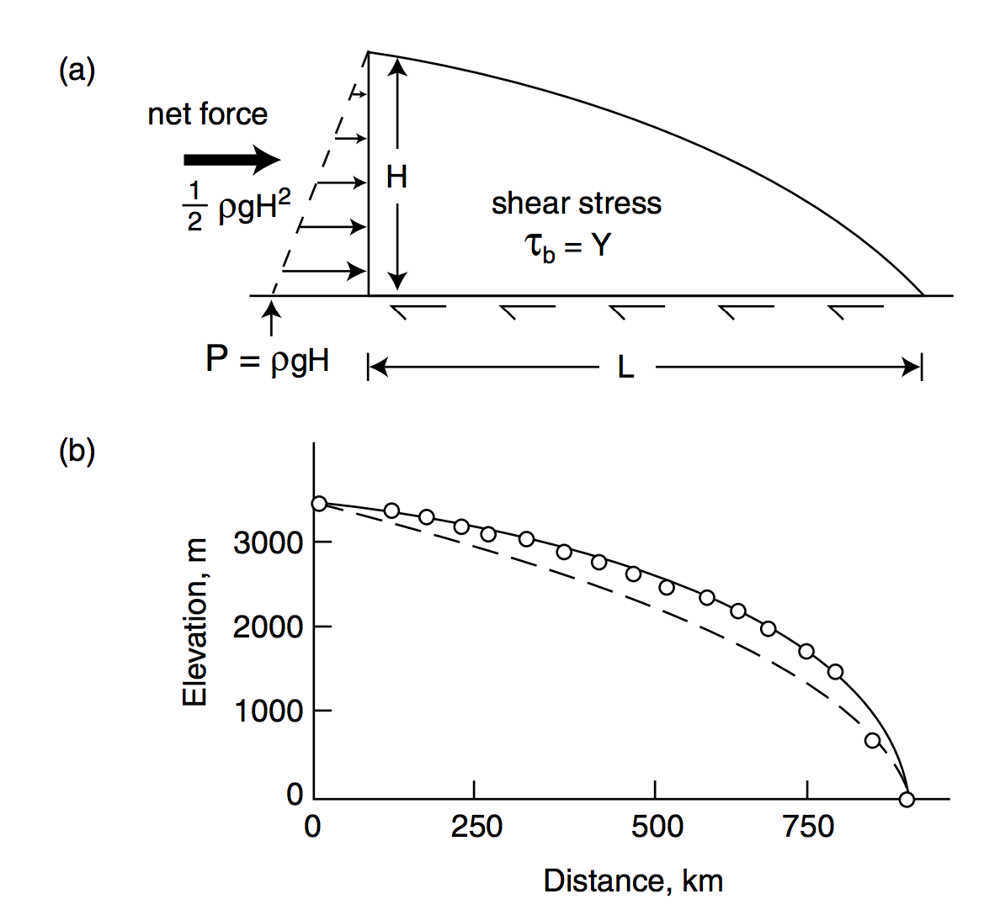 (a)
net force
1/2 ρgH²
H
shear stress
τb = Y
P = ρgH
L
(b)
Elevation, m
3000
2000
1000
0
0 250 500 750
Distance, km